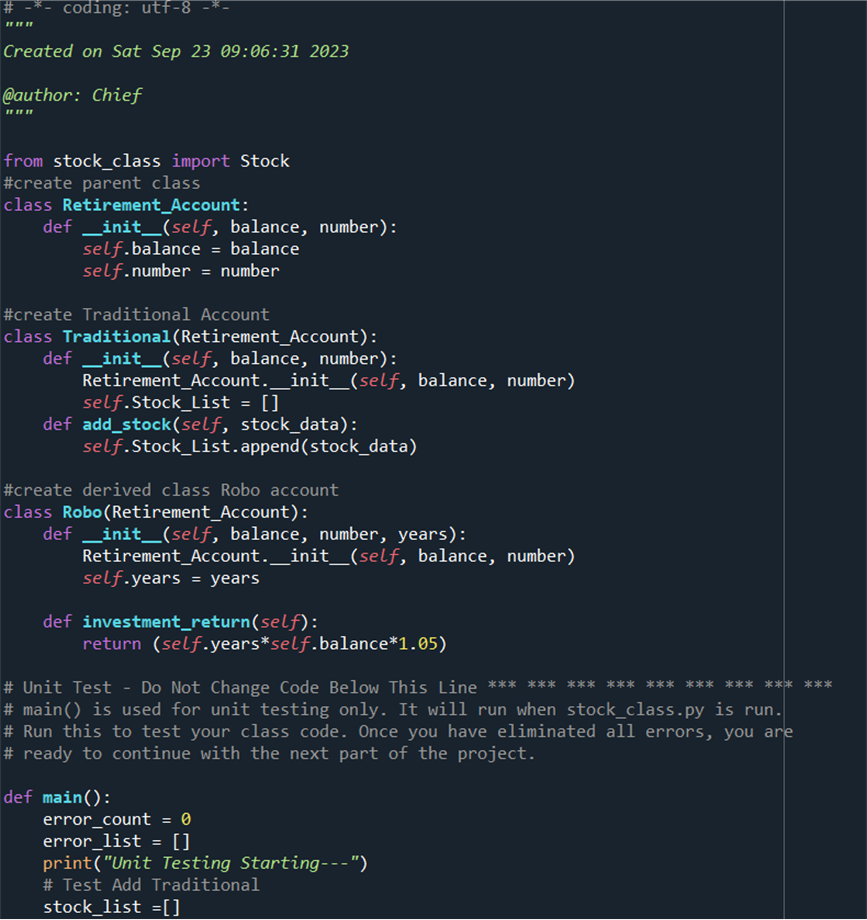 # -*- coding: utf-8 -*-
"""
Created on Sat Sep 23 09:06:31 2023
@author: Chief
"""
from stock_class import Stock
#create parent class
class Retirement_Account:
    def __init__(self, balance, number):
        self.balance = balance
        self.number = number
#create Traditional Account
class Traditional(Retirement_Account):
    def __init__(self, balance, number):
        Retirement_Account.__init__(self, balance, number)
        self.Stock_List = []
    def add_stock(self, stock_data):
        self.Stock_List.append(stock_data)
#create derived class Robo account
class Robo(Retirement_Account):
    def __init__(self, balance, number, years):
        Retirement_Account.__init__(self, balance, number)
        self.years = years
    def investment_return(self):
        return (self.years*self.balance*1.05)
# Unit Test - Do Not Change Code Below This Line *** *** *** *** *** *** *** *** ***
# main() is used for unit testing only. It will run when stock_class.py is run.
# Run this to test your class code. Once you have eliminated all errors, you are
# ready to continue with the next part of the project.
def main():
    error_count = 0
    error_list = []
    print("Unit Testing Starting---")
    # Test Add Traditional
    stock_list =[]